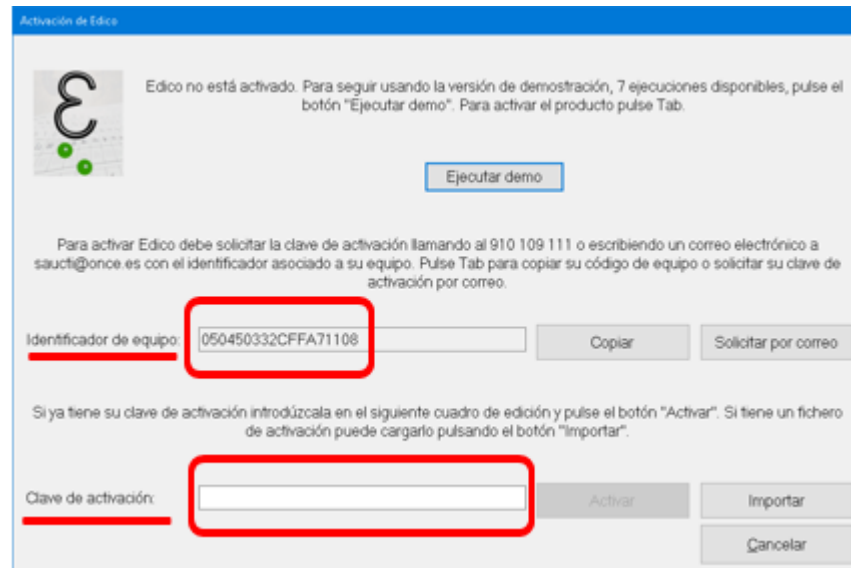 Activación de Edico
Edico no está activado. Para seguir usando la versión de demostración, 7 ejecuciones disponibles, pulse el
botón "Ejecutar demo". Para activar el producto pulse Tab.
Ejecutar demo
Para activar Edico debe solicitar la clave de activación llamando al 910 109 111 o escribiendo un correo electrónico a
saucti@once.es con el identificador asociado a su equipo. Pulse Tab para copiar su código de equipo o solicitar su clave de
activación por correo.
Identificador de equipo: 050450332CFFA71108 Copiar Solicitar por correo
Si ya tiene su clave de activación introdúzcala en el siguiente cuadro de edición y pulse el botón "Activar". Si tiene un fichero
de activación puede cargarlo pulsando el botón "Importar".
Clave de activación: Activar Importar
Cancelar